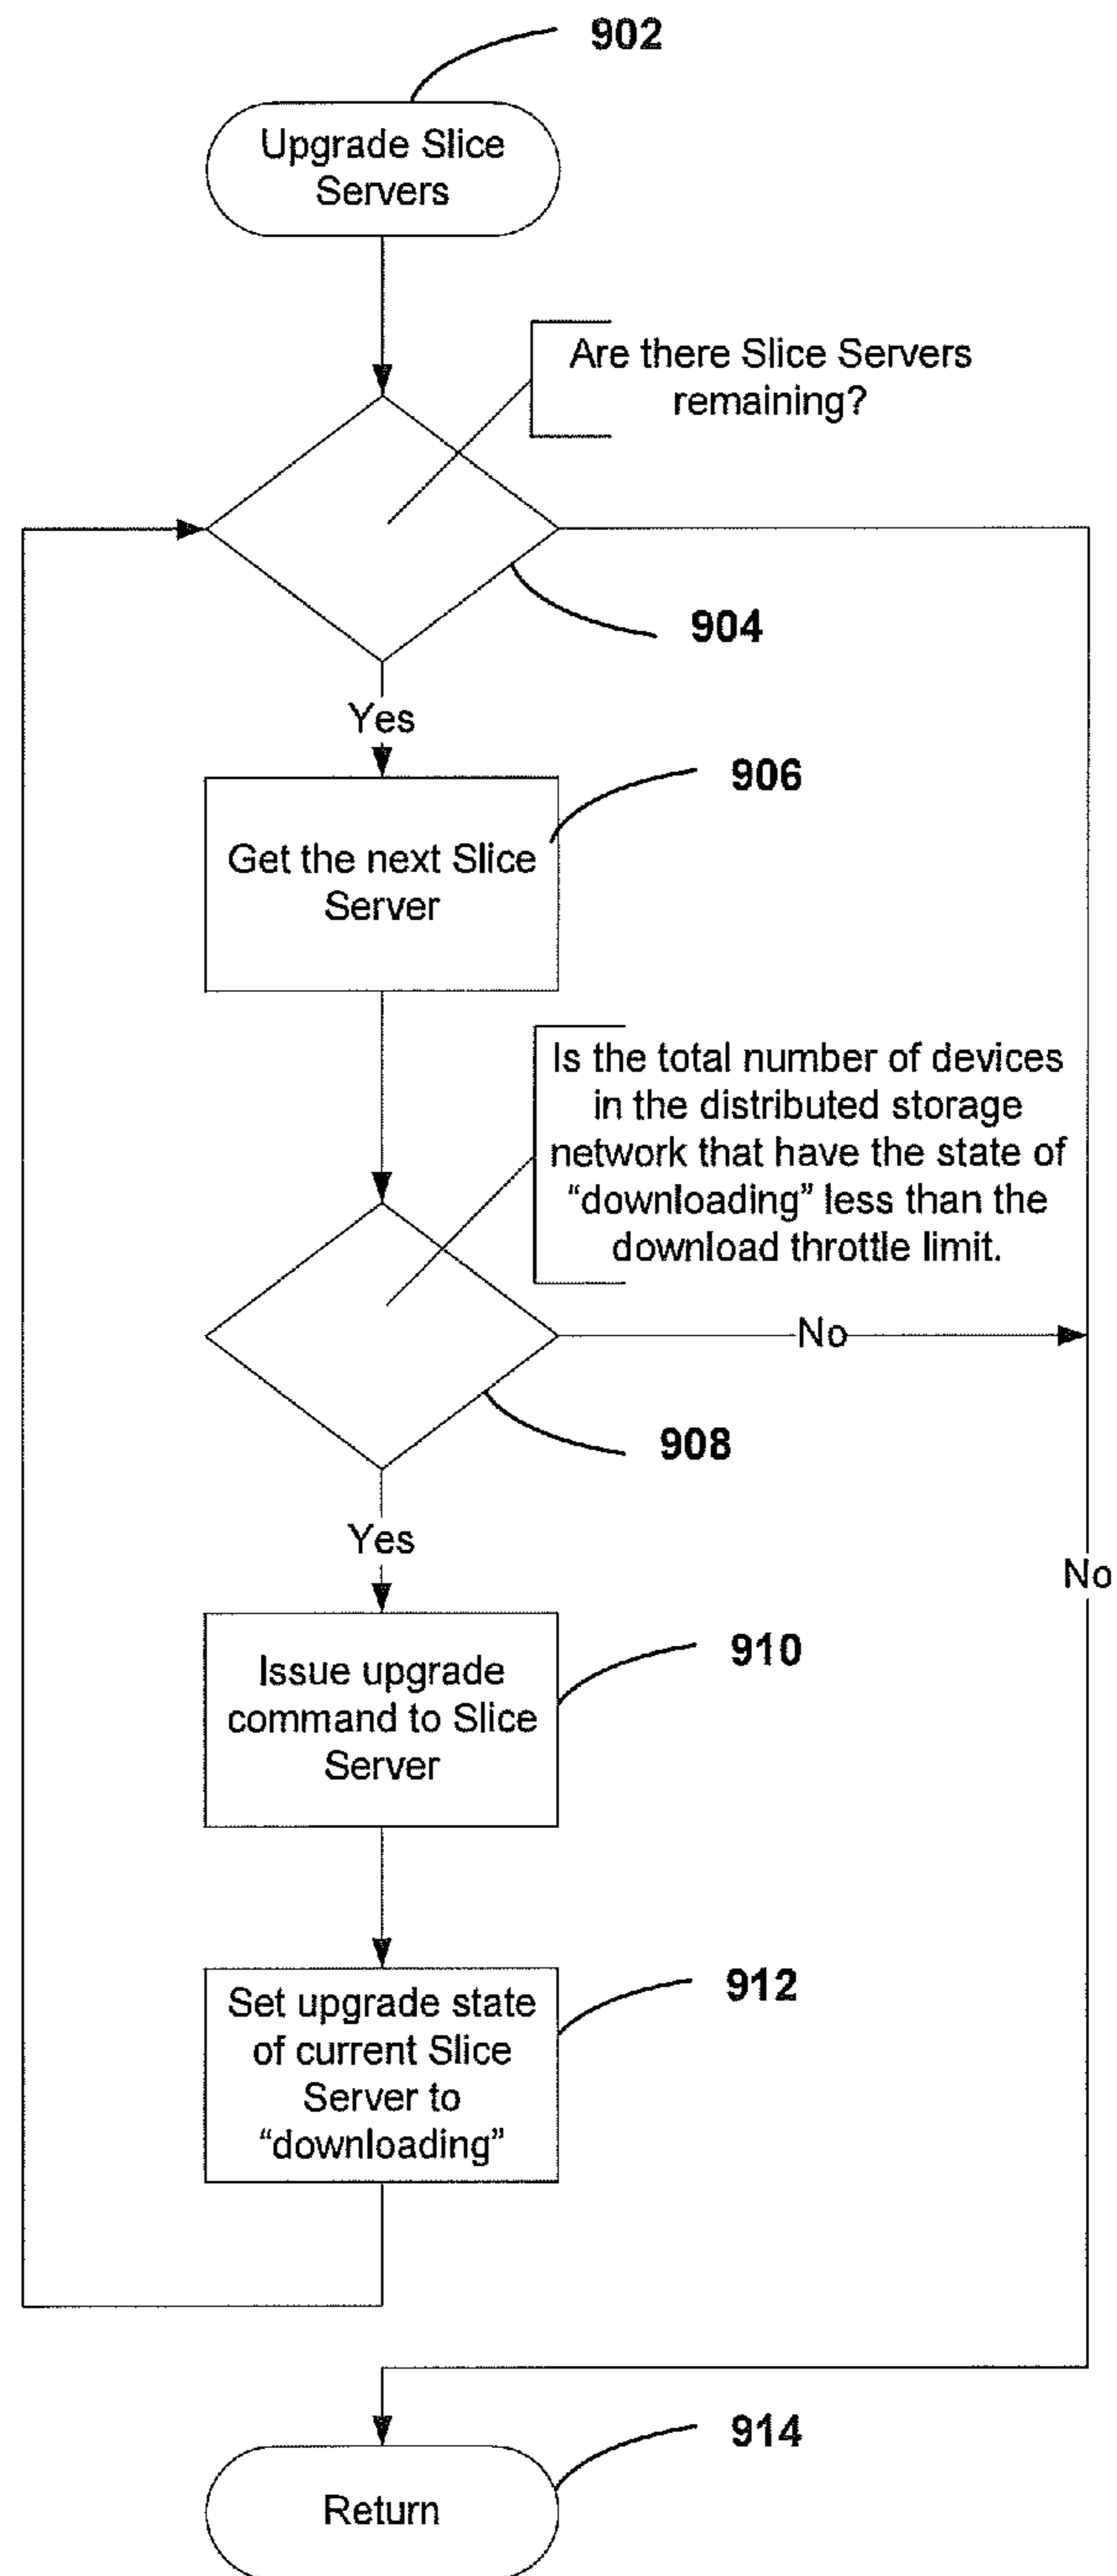 902
Upgrade Slice
Servers
Are there Slice Servers
remaining?
904
Yes
906
Get the next Slice
Server
Is the total number of devices
in the distributed storage
network that have the state of
“downloading” less than the
download throttle limit.
No
908
Yes
No
910
Issue upgrade
command to Slice
Server
912
Set upgrade state
of current Slice
Server to
“downloading”
914
Return